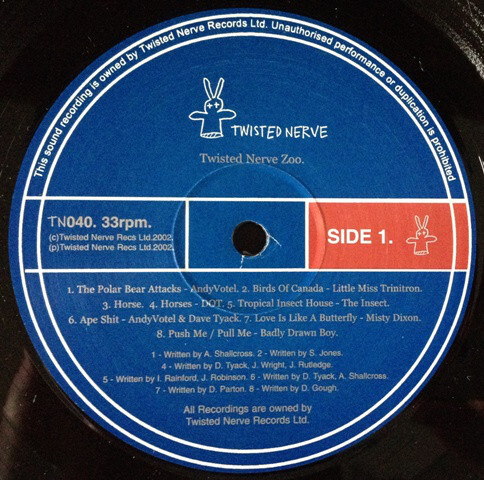 This sound recording is owned by Twisted Nerve Records Ltd. Unauthorised performance or duplication is prohibited
TWISTED NERVE
Twisted Nerve Zoo.
TN040. 33rpm.
(c)Twisted Nerve Recs Ltd.2002.
(p)Twisted Nerve Recs Ltd.2002.
SIDE 1.
1. The Polar Bear Attacks - AndyVotel. 2. Birds Of Canada - Little Miss Trinitron.
3. Horse. 4. Horses - DOT. 5. Tropical Insect House - The Insect.
6. Ape Shit - AndyVotel & Dave Tyack. 7. Love Is Like A Butterfly - Misty Dixon.
8. Push Me / Pull Me - Badly Drawn Boy.
1 - Written by A. Shallcross. 2 - Written by S. Jones.
4 - Written by D. Tyack, J. Wright, J. Rutledge.
5 - Written by I. Rainford, J. Robinson. 6 - Written by D. Tyack, A. Shallcross.
7 - Written by D. Parton. 8 - Written by D. Gough.
All Recordings are owned by
Twisted Nerve Records Ltd.